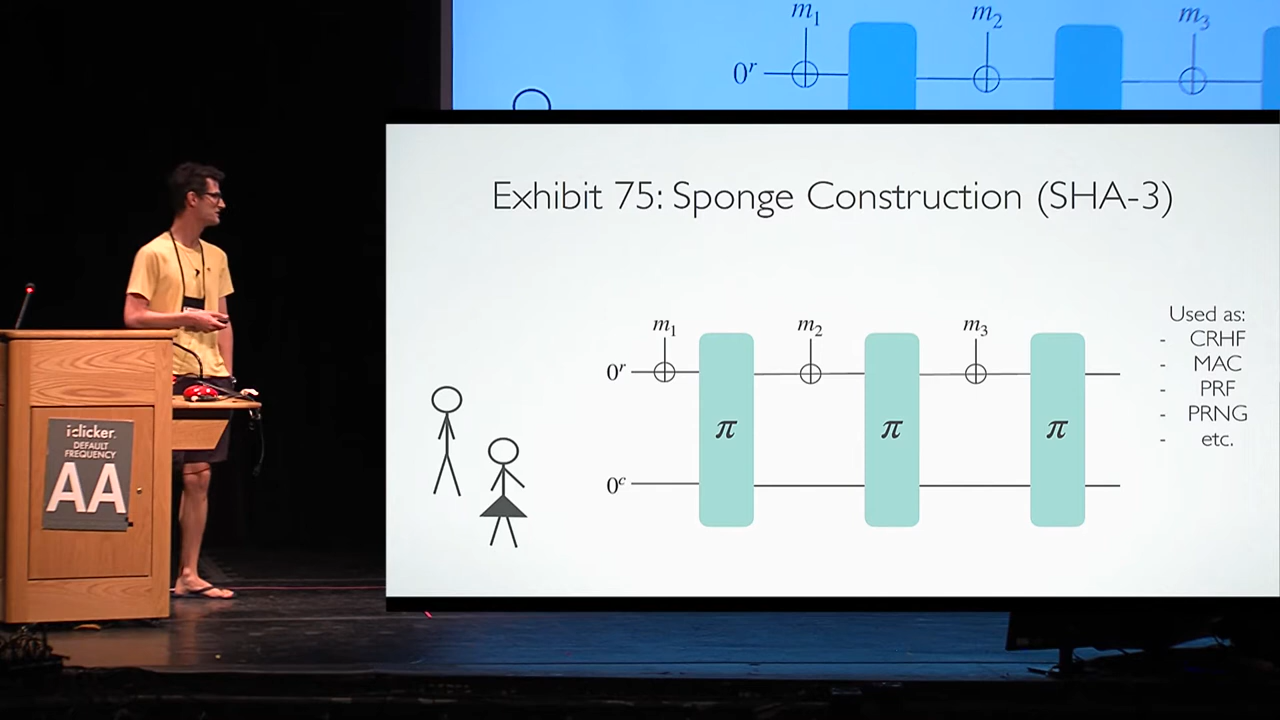 m₁
m₂
m₃
0ʳ
Exhibit 75: Sponge Construction (SHA-3)
Used as:
- CRHF
- MAC
- PRF
- PRNG
- etc.
m₁
m₂
m₃
0ʳ
π
π
π
0ᶜ
iclicker.
DEFAULT
FREQUENCY
AA